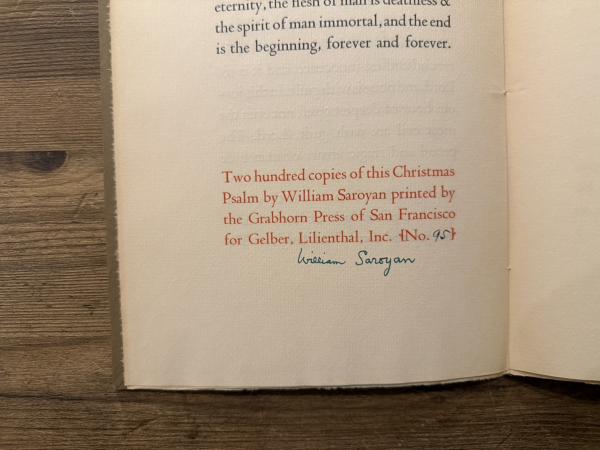 eternity, the flesh of man is deathless &
the spirit of man immortal, and the end
is the beginning, forever and forever.
Two hundred copies of this Christmas
Psalm by William Saroyan printed by
the Grabhorn Press of San Francisco
for Gelber, Lilienthal, Inc. {No. 95}
William Saroyan